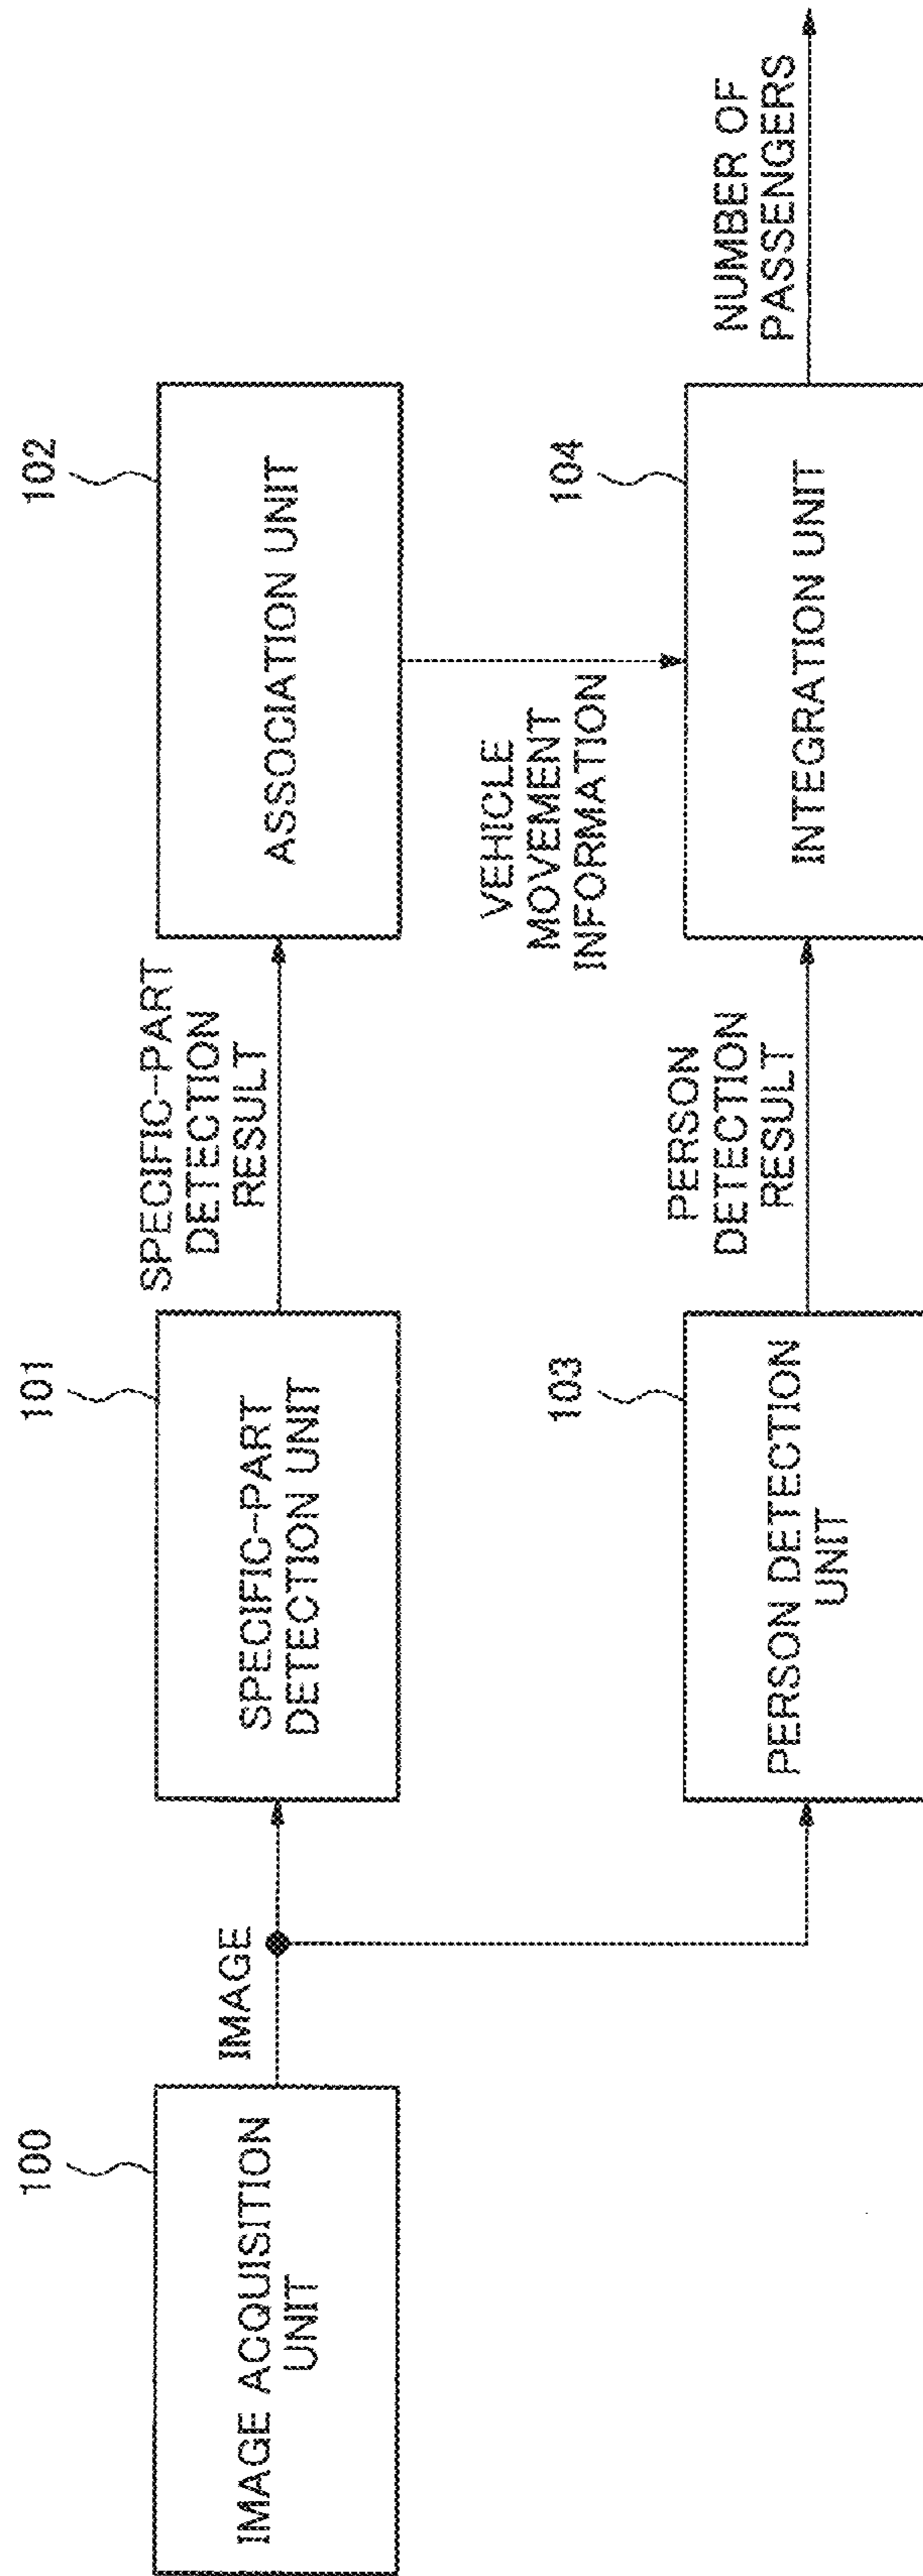 100
IMAGE ACQUISITION
UNIT
IMAGE
101
SPECIFIC-PART
DETECTION UNIT
SPECIFIC-PART
DETECTION
RESULT
102
ASSOCIATION UNIT
VEHICLE
MOVEMENT
INFORMATION
103
PERSON DETECTION
UNIT
PERSON
DETECTION
RESULT
104
INTEGRATION UNIT
NUMBER OF
PASSENGERS